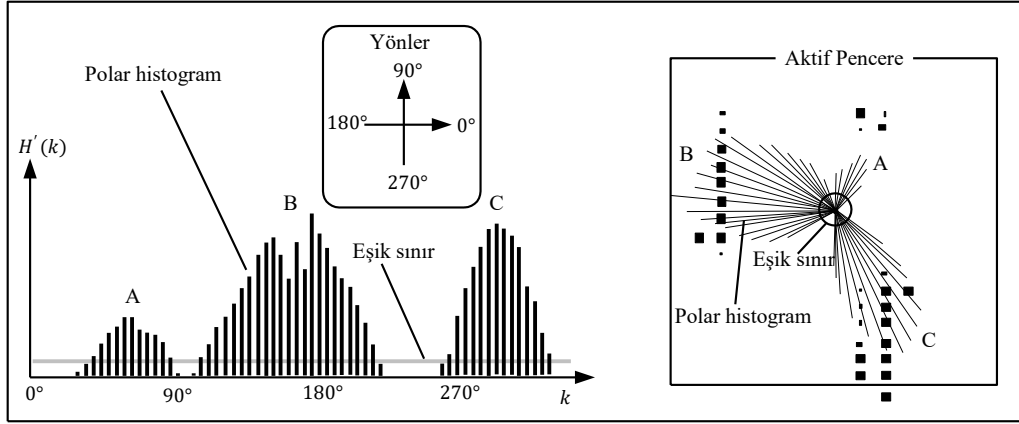 Yönler
90°
180°
0°
270°
Polar histogram
H′(k)
A
B
C
Eşik sınır
0°
90°
180°
270°
k
Aktif Pencere
B
A
Eşik sınır
Polar histogram
C